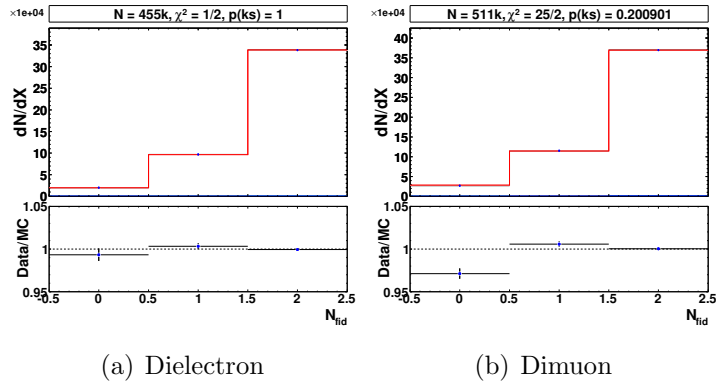 ×1e+04
N = 455k, χ² = 1/2, p(ks) = 1
dN/dX
35
30
25
20
15
10
5
0
Data/MC
1.05
1
0.95
-0.5 0 0.5 1 1.5 2 2.5
N_fid
(a) Dielectron
×1e+04
N = 511k, χ² = 25/2, p(ks) = 0.200901
dN/dX
40
35
30
25
20
15
10
5
0
Data/MC
1.05
1
0.95
-0.5 0 0.5 1 1.5 2 2.5
N_fid
(b) Dimuon